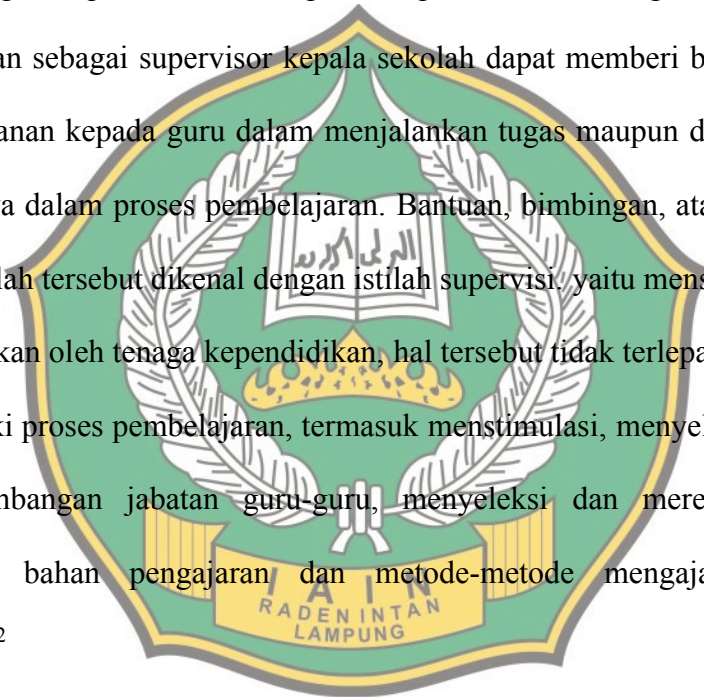 an sebagai supervisor kepala sekolah dapat memberi b
anan kepada guru dalam menjalankan tugas maupun d
a dalam proses pembelajaran. Bantuan, bimbingan, ata
lah tersebut dikenal dengan istilah supervisi. yaitu mens
kan oleh tenaga kependidikan, hal tersebut tidak terlepa
ki proses pembelajaran, termasuk menstimulasi, menyel
mbangan jabatan guru-guru, menyeleksi dan mere
bahan pengajaran dan metode-metode mengaja
2
IAIN
RADEN INTAN
LAMPUNG